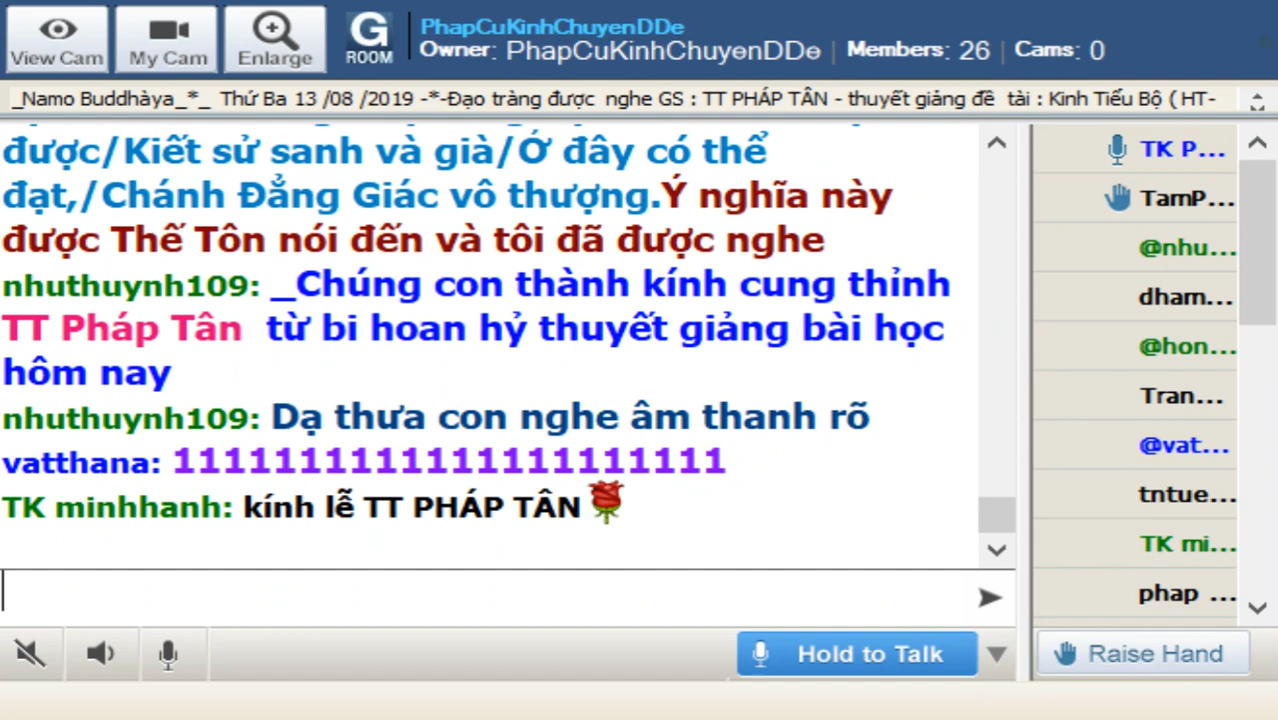 View Cam
My Cam
Enlarge
G
ROOM
PhapCuKinhChuyenDDe
Owner: PhapCuKinhChuyenDDe | Members: 26 | Cams: 0
_Namo Buddhàya_*_ Thứ Ba 13 /08 /2019 -*-Đạo tràng được nghe GS : TT PHÁP TÂN - thuyết giảng đề tài : Kinh Tiểu Bộ ( HT-
được/Kiết sử sanh và già/Ở đây có thể
đạt,/Chánh Đẳng Giác vô thượng.Ý nghĩa này
được Thế Tôn nói đến và tôi đã được nghe
nhuthuynh109: _Chúng con thành kính cung thỉnh
TT Pháp Tân từ bi hoan hỷ thuyết giảng bài học
hôm nay
nhuthuynh109: Dạ thưa con nghe âm thanh rõ
vatthana: 11111111111111111111111
TK minhhanh: kính lễ TT PHÁP TÂN
TK P...
TamP...
@nhu...
dham...
@hon...
Tran...
@vat...
tntue...
TK mi...
phap ...
Hold to Talk
Raise Hand